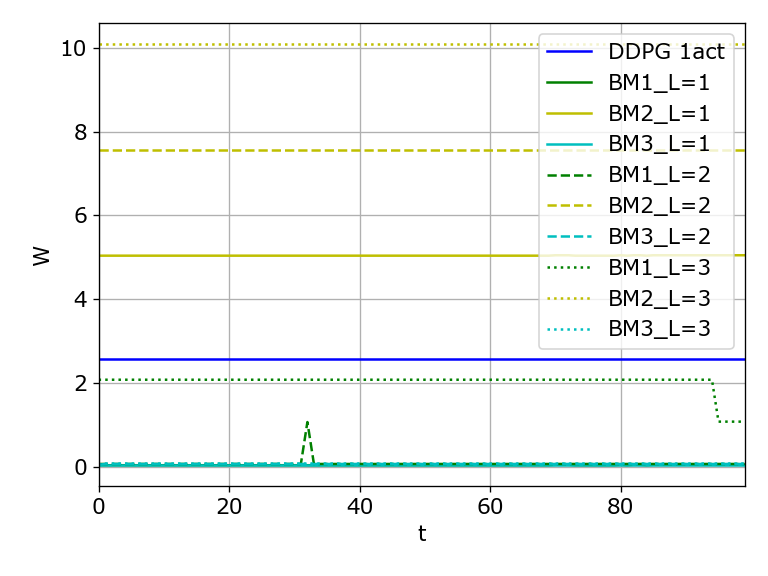 10
8
6
4
2
0
W
0 20 40 60 80
t
DDPG 1act
BM1_L=1
BM2_L=1
BM3_L=1
BM1_L=2
BM2_L=2
BM3_L=2
BM1_L=3
BM2_L=3
BM3_L=3